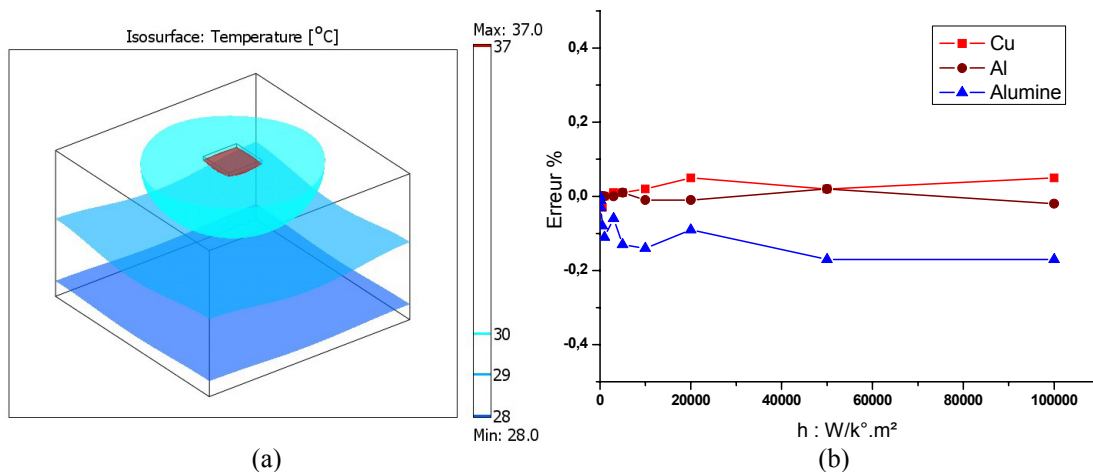 Isosurface: Temperature [°C]
Max: 37.0
37
30
29
28
Min: 28.0
(a)
Cu
Al
Alumine
0,4
0,2
0,0
-0,2
-0,4
Erreur %
0
20000
40000
60000
80000
100000
h : W/k°.m²
(b)